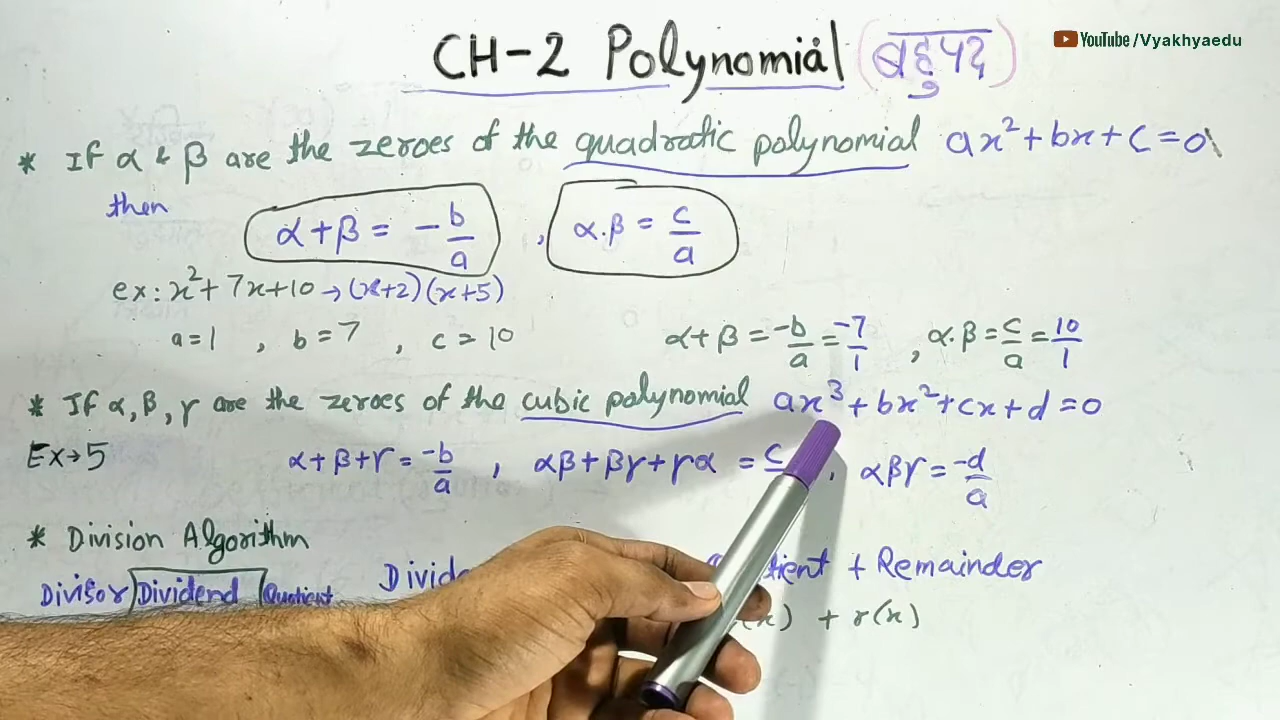 CH-2 Polynomial (बहुपद)
YouTube /Vyakhyaedu
* If α & β are the zeroes of the quadratic polynomial ax² + bx + c = 0
then
α + β = -b/a , α.β = c/a
ex: x² + 7x + 10 → (x+2) (x+5)
a = 1 , b = 7 , c = 10 α + β = -b/a = -7/1 , α.β = c/a = 10/1
* If α, β, γ are the zeroes of the cubic polynomial ax³ + bx² + cx + d = 0
Ex → 5 α + β + γ = -b/a , αβ + βγ + γα = c , αβγ = -d/a
* Division Algorithm
Divisor Dividend Quotient + Remainder
(x) + r(x)